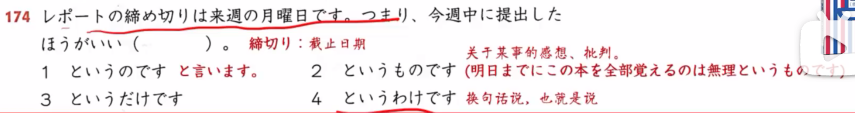 174 レポートの締め切りは来週の月曜日です。つまり、今週中に提出した
ほうがいい（　　　）。 締切り：截止日期
关于某事的感想、批判。
1 というのです と言います。 2 というものです (明日までにこの本を全部覚えるのは無理というものです)
3 というだけです 4 というわけです 换句话说，也就是说